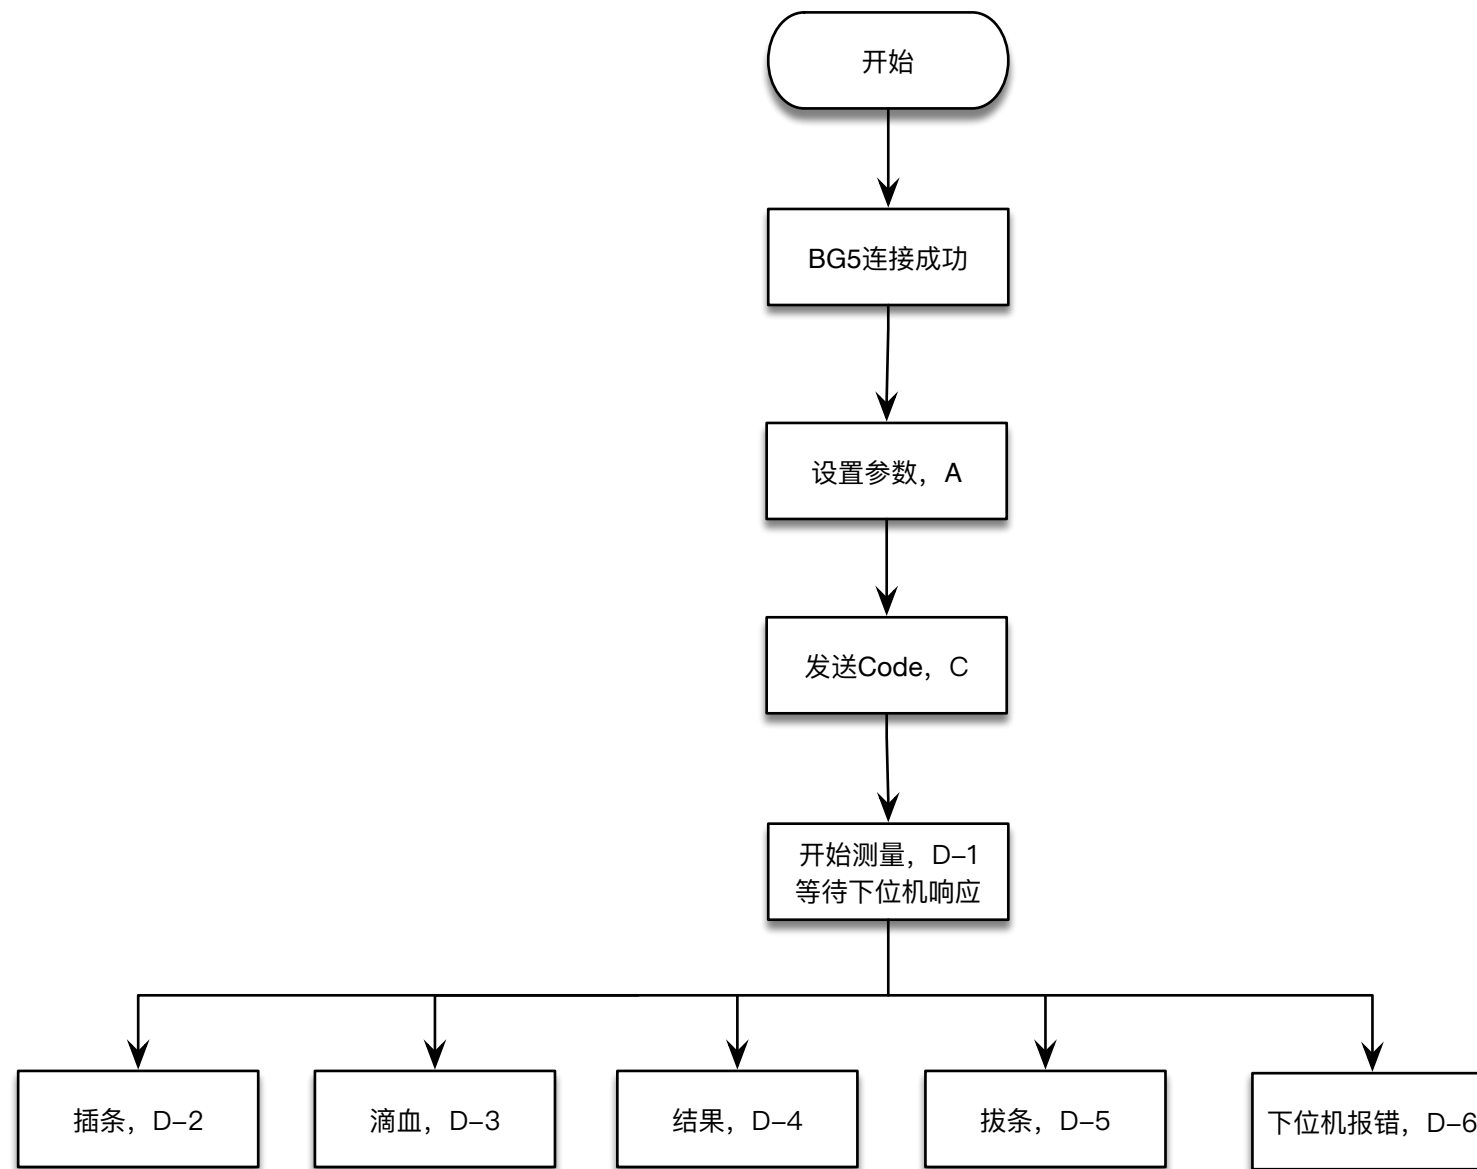 开始
BG5连接成功
设置参数，A
发送Code，C
开始测量，D-1
等待下位机响应
插条，D-2
滴血，D-3
结果，D-4
拔条，D-5
下位机报错，D-6